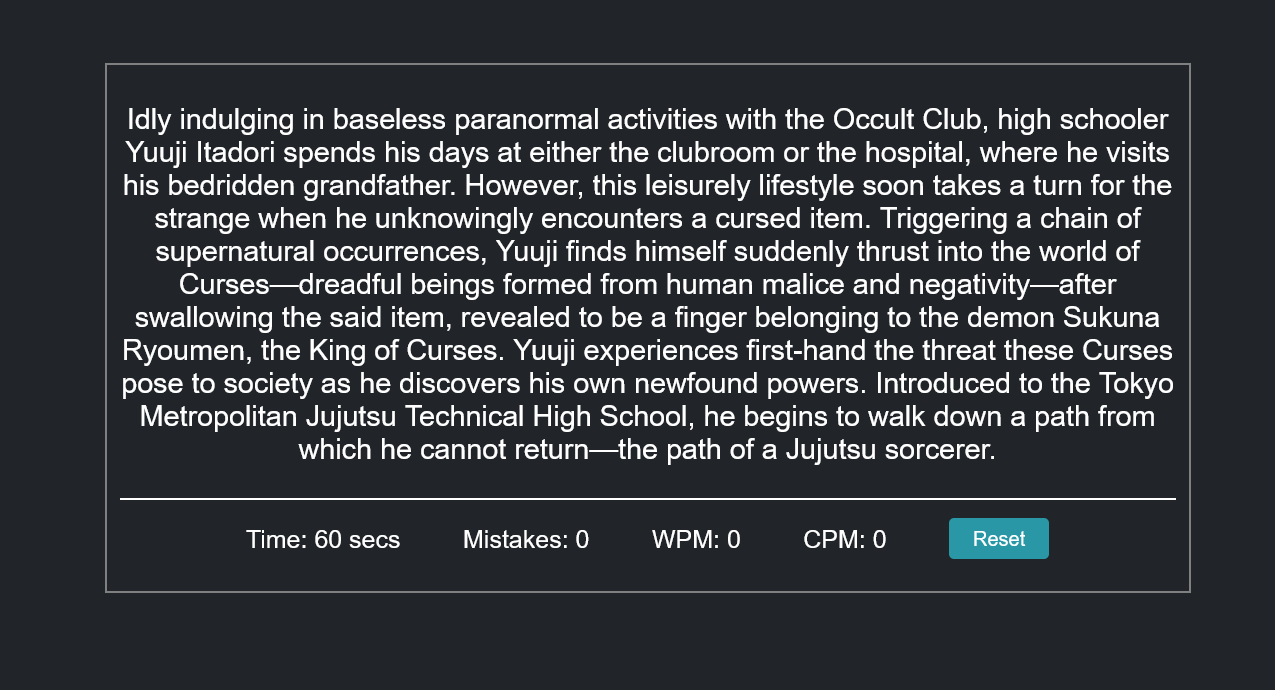 Idly indulging in baseless paranormal activities with the Occult Club, high schooler
Yuuji Itadori spends his days at either the clubroom or the hospital, where he visits
his bedridden grandfather. However, this leisurely lifestyle soon takes a turn for the
strange when he unknowingly encounters a cursed item. Triggering a chain of
supernatural occurrences, Yuuji finds himself suddenly thrust into the world of
Curses—dreadful beings formed from human malice and negativity—after
swallowing the said item, revealed to be a finger belonging to the demon Sukuna
Ryoumen, the King of Curses. Yuuji experiences first-hand the threat these Curses
pose to society as he discovers his own newfound powers. Introduced to the Tokyo
Metropolitan Jujutsu Technical High School, he begins to walk down a path from
which he cannot return—the path of a Jujutsu sorcerer.
Time: 60 secs Mistakes: 0 WPM: 0 CPM: 0 Reset